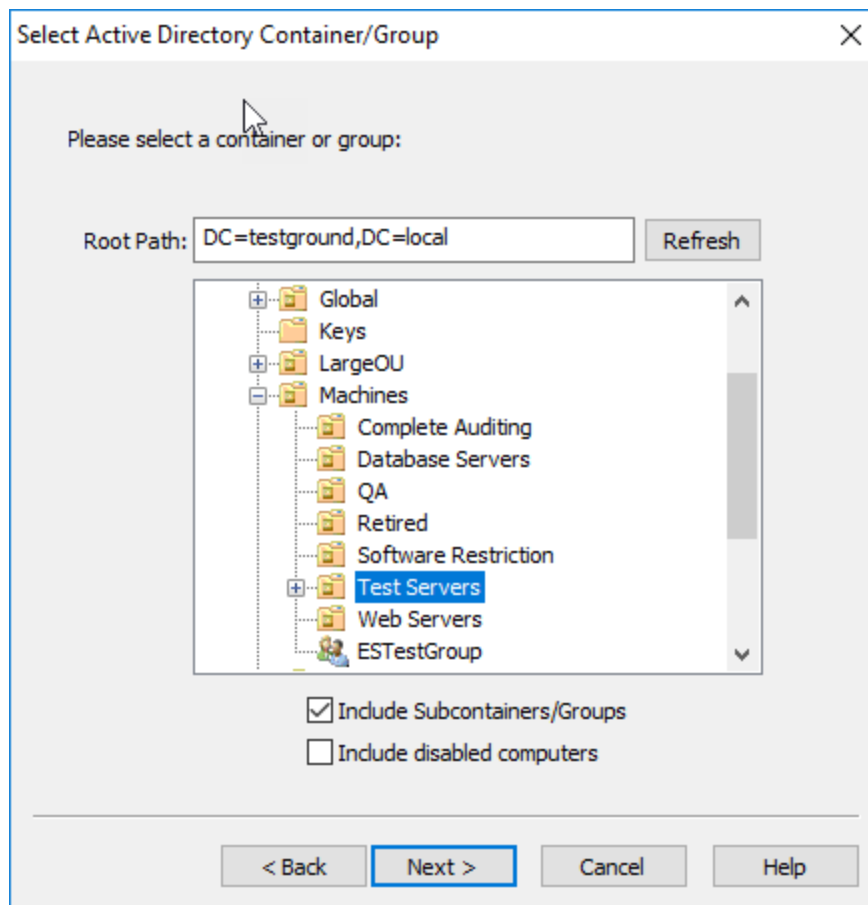 Select Active Directory Container/Group
Please select a container or group:
Root Path: DC=testground,DC=local Refresh
Global
Keys
LargeOU
Machines
Complete Auditing
Database Servers
QA
Retired
Software Restriction
Test Servers
Web Servers
ESTestGroup
Include Subcontainers/Groups
Include disabled computers
< Back Next > Cancel Help